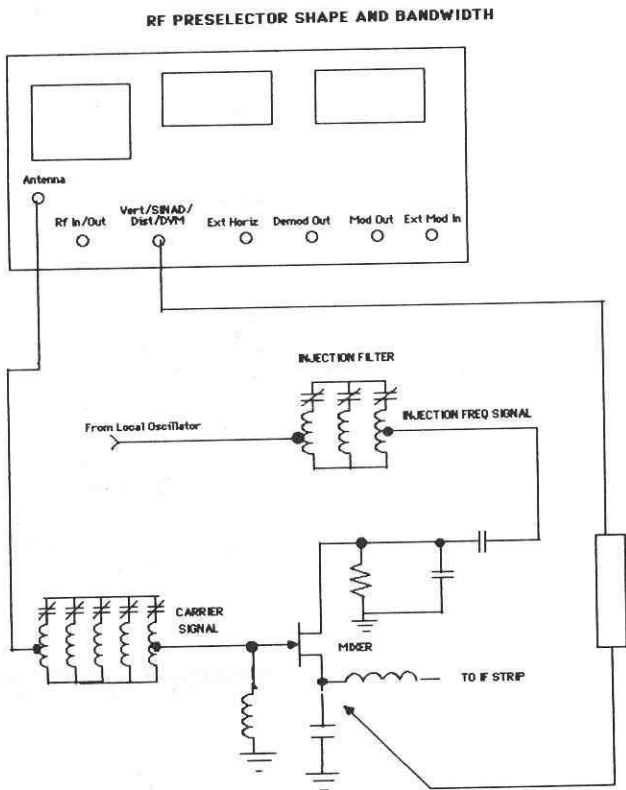 RF PRESELECTOR SHAPE AND BANDWIDTH
Antenna
Rf In/Out
Vert/SINAD/
Dist/DVM
Ext Horiz
Demod Out
Mod Out
Ext Mod In
INJECTION FILTER
From Local Oscillator
INJECTION FREQ SIGNAL
CARRIER
SIGNAL
MIXER
TO IF STRIP